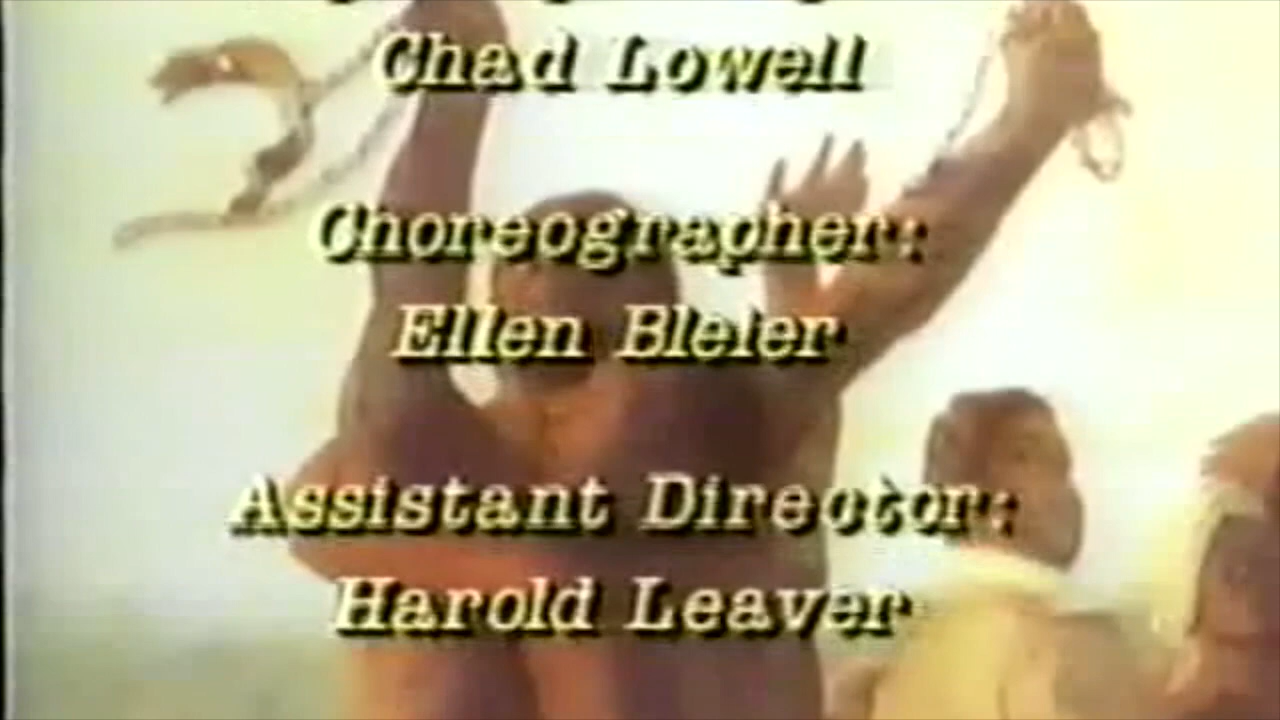 Chad Lowell
Choreographer:
Ellen Bleier
Assistant Director:
Harold Leaver